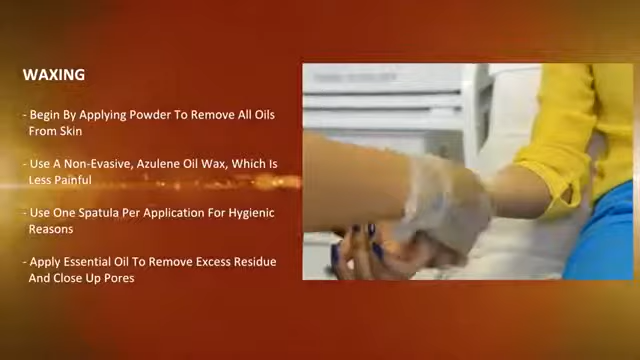 WAXING
- Begin By Applying Powder To Remove All Oils
From Skin
- Use A Non-Evasive, Azulene Oil Wax, Which Is
Less Painful
- Use One Spatula Per Application For Hygienic
Reasons
- Apply Essential Oil To Remove Excess Residue
And Close Up Pores